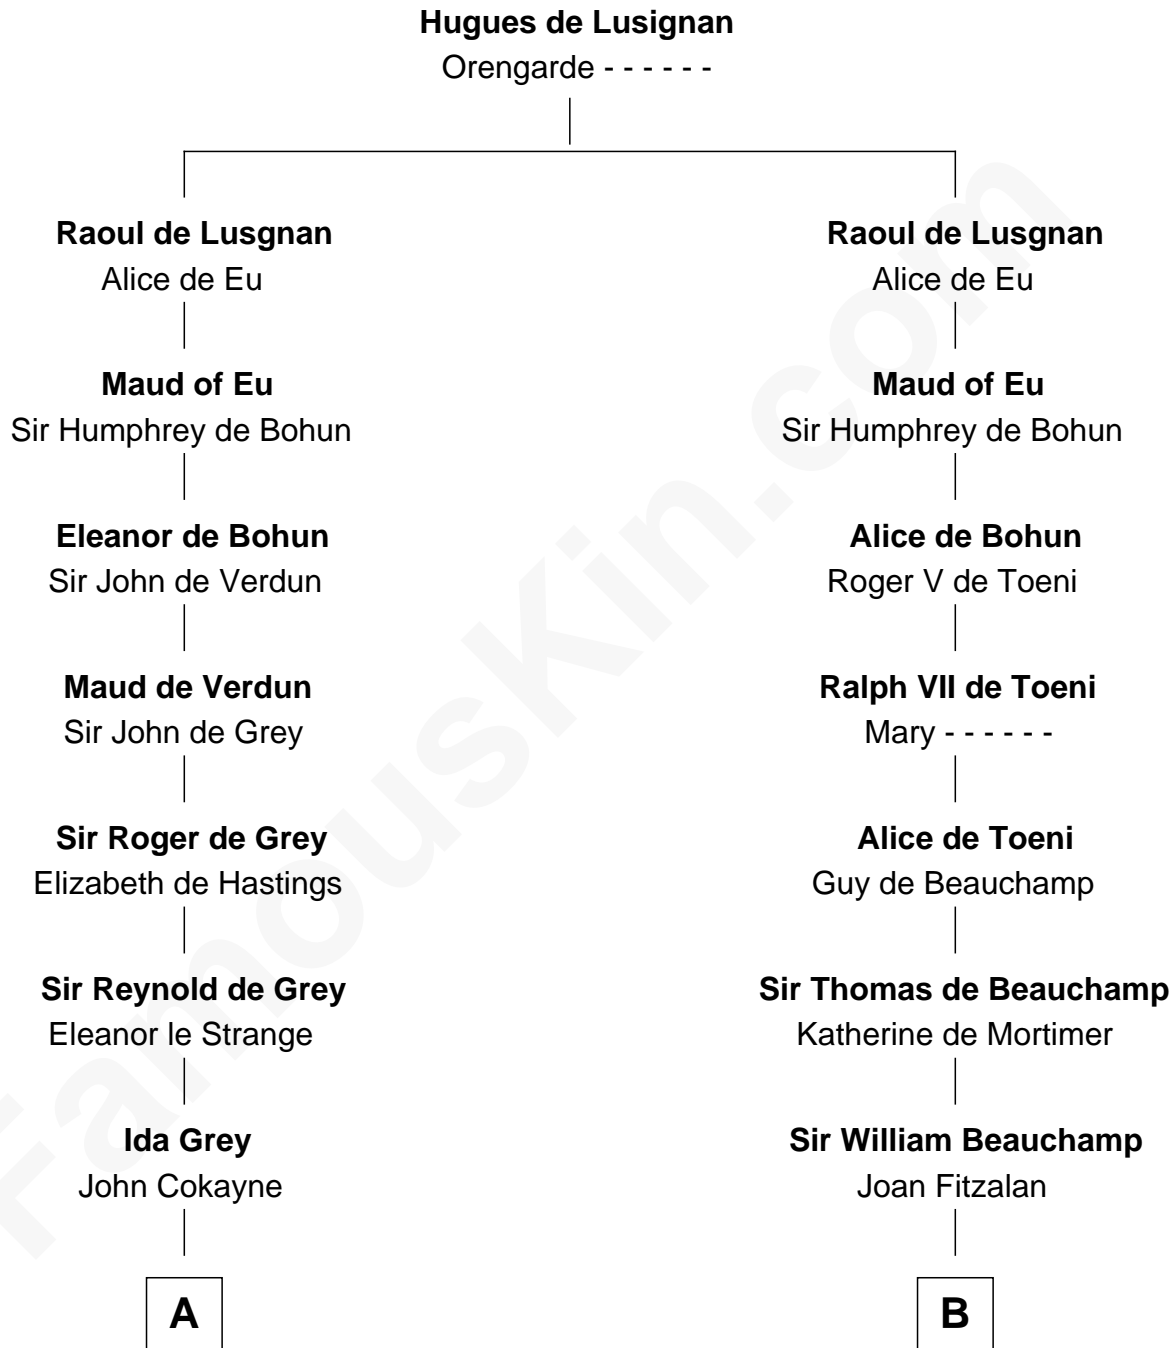 Hugues de Lusignan
Orengarde - - - - - -
Raoul de Lusgnan
Alice de Eu
Maud of Eu
Sir Humphrey de Bohun
Eleanor de Bohun
Sir John de Verdun
Maud de Verdun
Sir John de Grey
Sir Roger de Grey
Elizabeth de Hastings
Sir Reynold de Grey
Eleanor le Strange
Ida Grey
John Cokayne
A
Raoul de Lusgnan
Alice de Eu
Maud of Eu
Sir Humphrey de Bohun
Alice de Bohun
Roger V de Toeni
Ralph VII de Toeni
Mary - - - - - -
Alice de Toeni
Guy de Beauchamp
Sir Thomas de Beauchamp
Katherine de Mortimer
Sir William Beauchamp
Joan Fitzalan
B
FamousKin.com